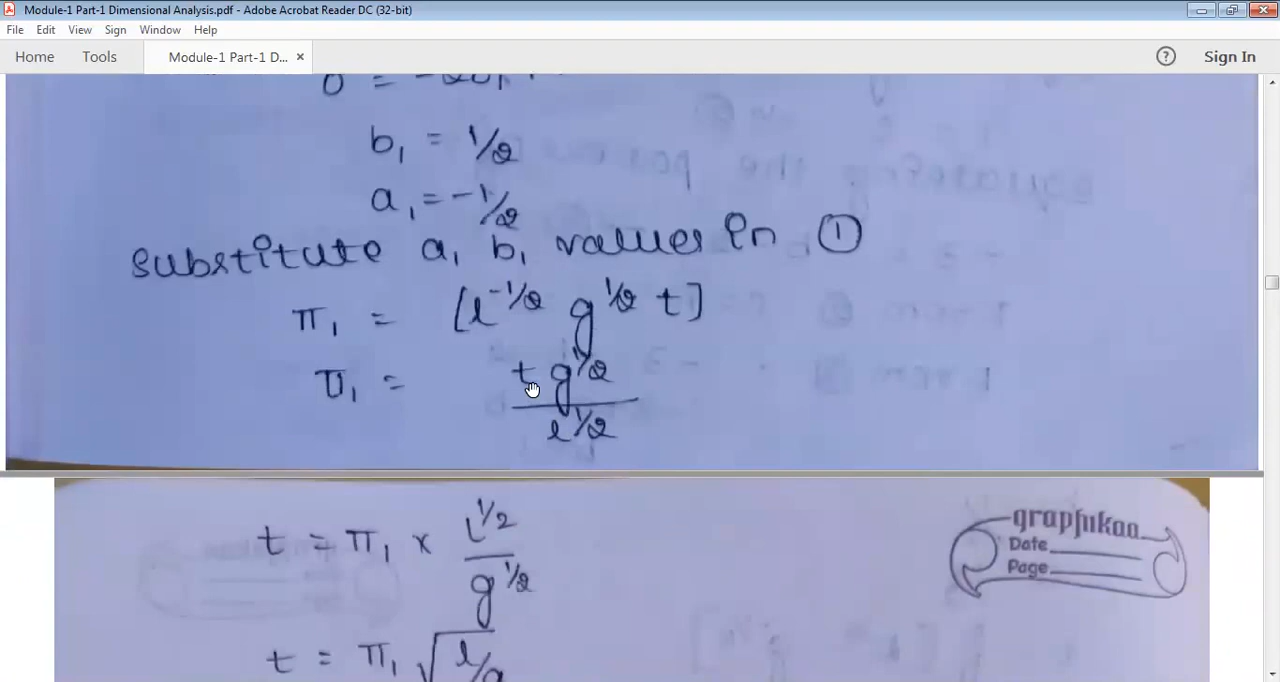 Module-1 Part-1 Dimensional Analysis.pdf - Adobe Acrobat Reader DC (32-bit)
File Edit View Sign Window Help
Home Tools Module-1 Part-1 D... × ? Sign In
b₁ = 1/2
a₁ = -1/2
substitute a₁ b₁ values in ①
π₁ = [l^-1/2 g^1/2 t]
π₁ = t g^1/2 / l^1/2
t = π₁ × l^1/2 / g^1/2
graphikaa
Date
Page
t = π₁ √l/g